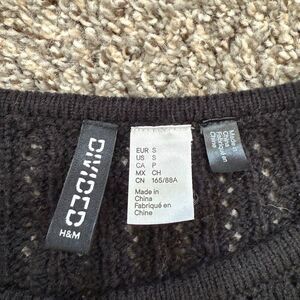 DIVIDED
H&M
EUR S
US S
CA P
MX CH
CN 165/88A
Made in
China
Fabriqué en
Chine
Made in
China
Fabriqué en
Chine